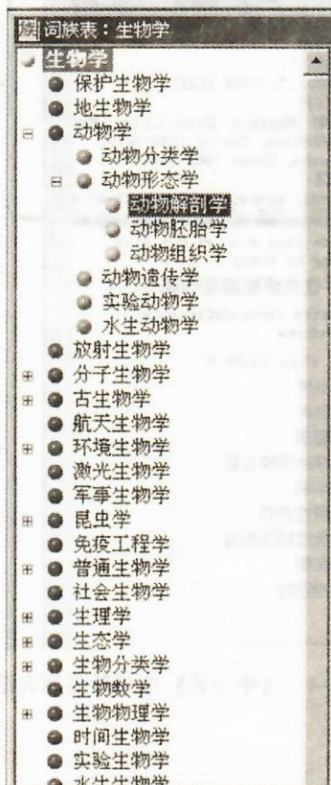 族 词族表：生物学
生物学
保护生物学
地生物学
动物学
动物分类学
动物形态学
动物解剖学
动物胚胎学
动物组织学
动物遗传学
实验动物学
水生动物学
放射生物学
分子生物学
古生物学
航天生物学
环境生物学
激光生物学
军事生物学
昆虫学
免疫工程学
普通生物学
社会生物学
生理学
生态学
生物分类学
生物数学
生物物理学
时间生物学
实验生物学
水生生物学